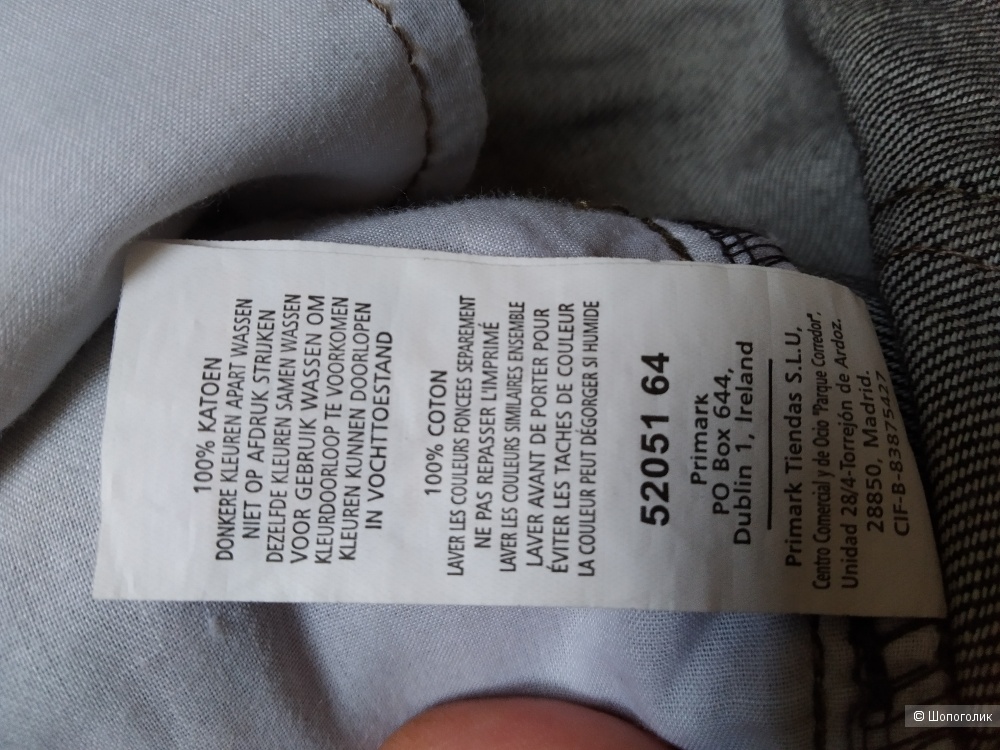 100% KATOEN
DONKERE KLEUREN APART WASSEN
NIET OP AFDRUK STRIJKEN
DEZELFDE KLEUREN SAMEN WASSEN
VOOR GEBRUIK WASSEN OM
KLEURDOORLOOP TE VOORKOMEN
KLEUREN KUNNEN DOORLOPEN
IN VOCHTTOESTAND
100% COTON
LAVER LES COULEURS FONCEES SEPAREMENT
NE PAS REPASSER L'IMPRIMÉ
LAVER LES COULEURS SIMILAIRES ENSEMBLE
LAVER AVANT DE PORTER POUR
ÉVITER LES TACHES DE COULEUR
LA COULEUR PEUT DÉGORGER SI HUMIDE
52051 64
Primark
PO Box 644,
Dublin 1, Ireland
Primark Tiendas S.L.U,
Centro Comercial y de Ocio "Parque Corredor",
Unidad 28/4-Torrejón de Ardoz.
28850, Madrid.
CIF-B-83875427
© Шопоголик